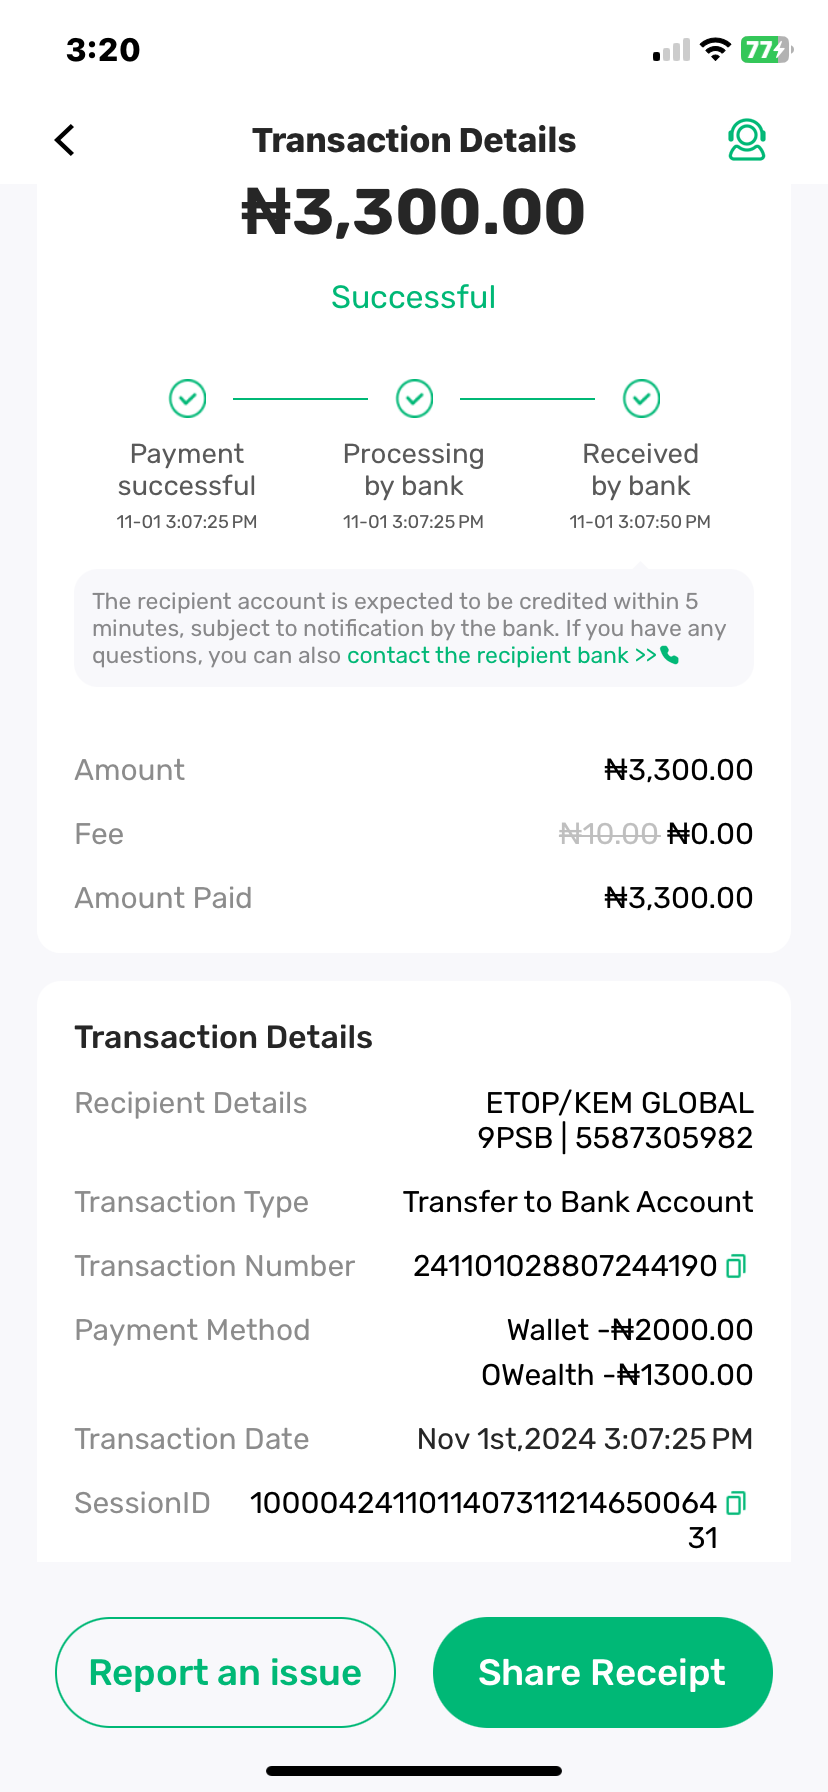 3:20
77
Transaction Details
₦3,300.00
Successful
Payment successful
11-01 3:07:25 PM
Processing by bank
11-01 3:07:25 PM
Received by bank
11-01 3:07:50 PM
The recipient account is expected to be credited within 5
minutes, subject to notification by the bank. If you have any
questions, you can also contact the recipient bank >>
Amount ₦3,300.00
Fee ₦10.00 ₦0.00
Amount Paid ₦3,300.00
Transaction Details
Recipient Details ETOP/KEM GLOBAL
9PSB | 5587305982
Transaction Type Transfer to Bank Account
Transaction Number 241101028807244190
Payment Method Wallet -₦2000.00
OWealth -₦1300.00
Transaction Date Nov 1st,2024 3:07:25 PM
SessionID 1000042411011407311214650064
31
Report an issue
Share Receipt